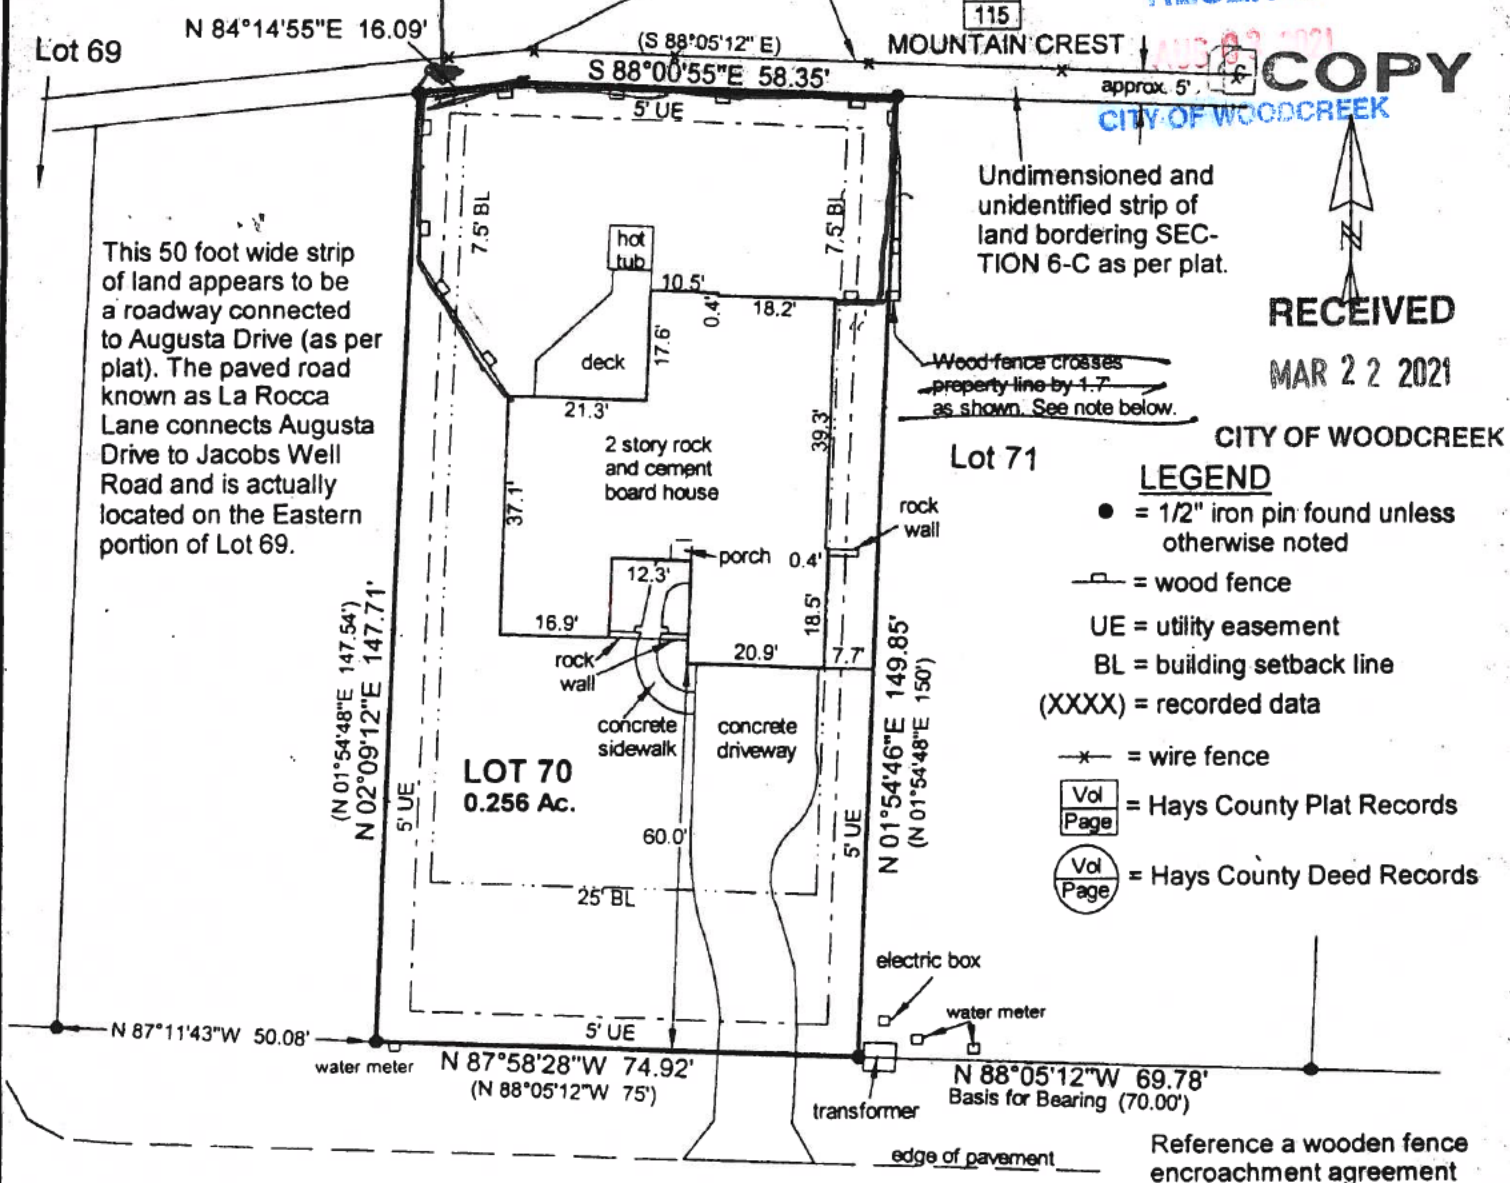 N 84°14'55"E 16.09'
Lot 69
(S 88°05'12" E)
S 88°00'55"E 58.35'
115
MOUNTAIN CREST
AUG 03 2021
COPY
approx. 5'
CITY OF WOODCREEK
5' UE
7.5' BL
7.5' BL
Undimensioned and
unidentified strip of
land bordering SEC-
TION 6-C as per plat.
N
RECEIVED
MAR 22 2021
CITY OF WOODCREEK
This 50 foot wide strip
of land appears to be
a roadway connected
to Augusta Drive (as per
plat). The paved road
known as La Rocca
Lane connects Augusta
Drive to Jacobs Well
Road and is actually
located on the Eastern
portion of Lot 69.
hot
tub
10.5'
0.4'
18.2'
17.6'
deck
21.3'
Wood fence crosses
property line by 1.7'
as shown. See note below.
39.3'
2 story rock
and cement
board house
37.1'
Lot 71
rock
wall
porch
0.4'
12.3'
18.5'
16.9'
20.9'
7.7'
rock
wall
concrete
sidewalk
concrete
driveway
LOT 70
0.256 Ac.
(N 01°54'48"E 147.54')
N 02°09'12"E 147.71'
5' UE
60.0'
5' UE
N 01°54'46"E 149.85'
(N 01°54'48"E 150')
25' BL
LEGEND
= 1/2" iron pin found unless
otherwise noted
= wood fence
UE = utility easement
BL = building setback line
(XXXX) = recorded data
= wire fence
Vol
Page
= Hays County Plat Records
Vol
Page
= Hays County Deed Records
electric box
water meter
N 87°11'43"W 50.08'
water meter
5' UE
N 87°58'28"W 74.92'
(N 88°05'12"W 75')
transformer
N 88°05'12"W 69.78'
Basis for Bearing (70.00')
edge of pavement
Reference a wooden fence
encroachment agreement